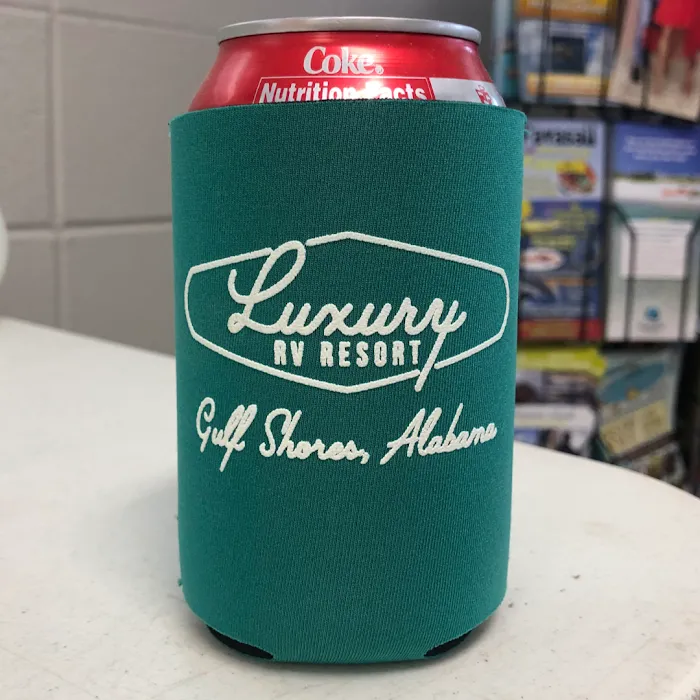 Coke®
Nutrition Facts
Luxury
RV RESORT
Gulf Shores, Alabama